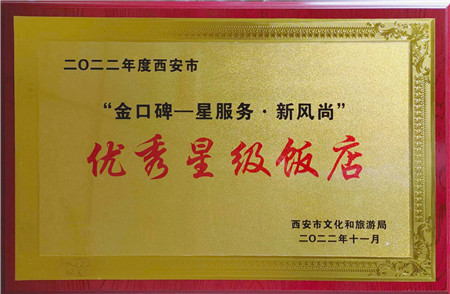 二〇二二年度西安市
“金口碑—星服务·新风尚”
优秀星级饭店
西安市文化和旅游局
二〇二二年十一月